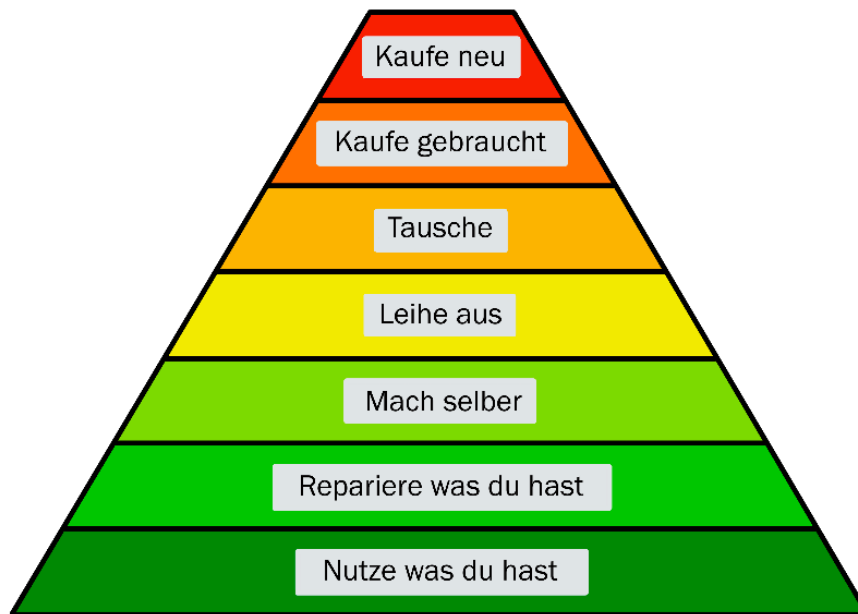 Kaufe neu
Kaufe gebraucht
Tausche
Leihe aus
Mach selber
Repariere was du hast
Nutze was du hast